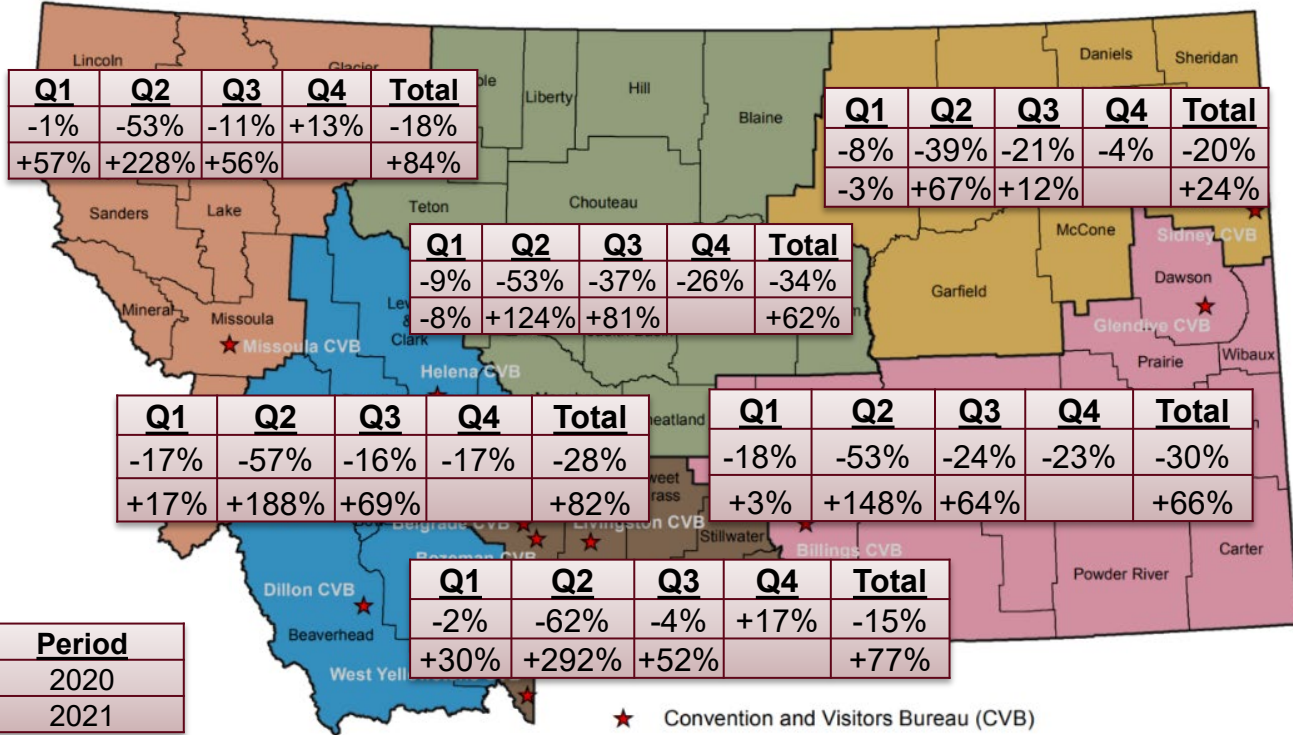 Lincoln
Glacier
Daniels
Sheridan
Liberty
Hill
Blaine
Q1 Q2 Q3 Q4 Total
-1% -53% -11% +13% -18%
+57% +228% +56% +84%
Q1 Q2 Q3 Q4 Total
-8% -39% -21% -4% -20%
-3% +67% +12% +24%
Sanders
Lake
Teton
Chouteau
McCone
Sidney CVB
Q1 Q2 Q3 Q4 Total
-9% -53% -37% -26% -34%
-8% +124% +81% +62%
Garfield
Dawson
Mineral
Missoula
Missoula CVB
Clark
Glendive CVB
Prairie
Wibaux
Helena CVB
Q1 Q2 Q3 Q4 Total
-17% -57% -16% -17% -28%
+17% +188% +69% +82%
eatland
Q1 Q2 Q3 Q4 Total
-18% -53% -24% -23% -30%
+3% +148% +64% +66%
Belgrade CVB
Livingston CVB
Stillwater
Billings CVB
Carter
Bozeman CVB
Powder River
Dillon CVB
Beaverhead
Q1 Q2 Q3 Q4 Total
-2% -62% -4% +17% -15%
+30% +292% +52% +77%
West Yel
Period
2020
2021
Convention and Visitors Bureau (CVB)